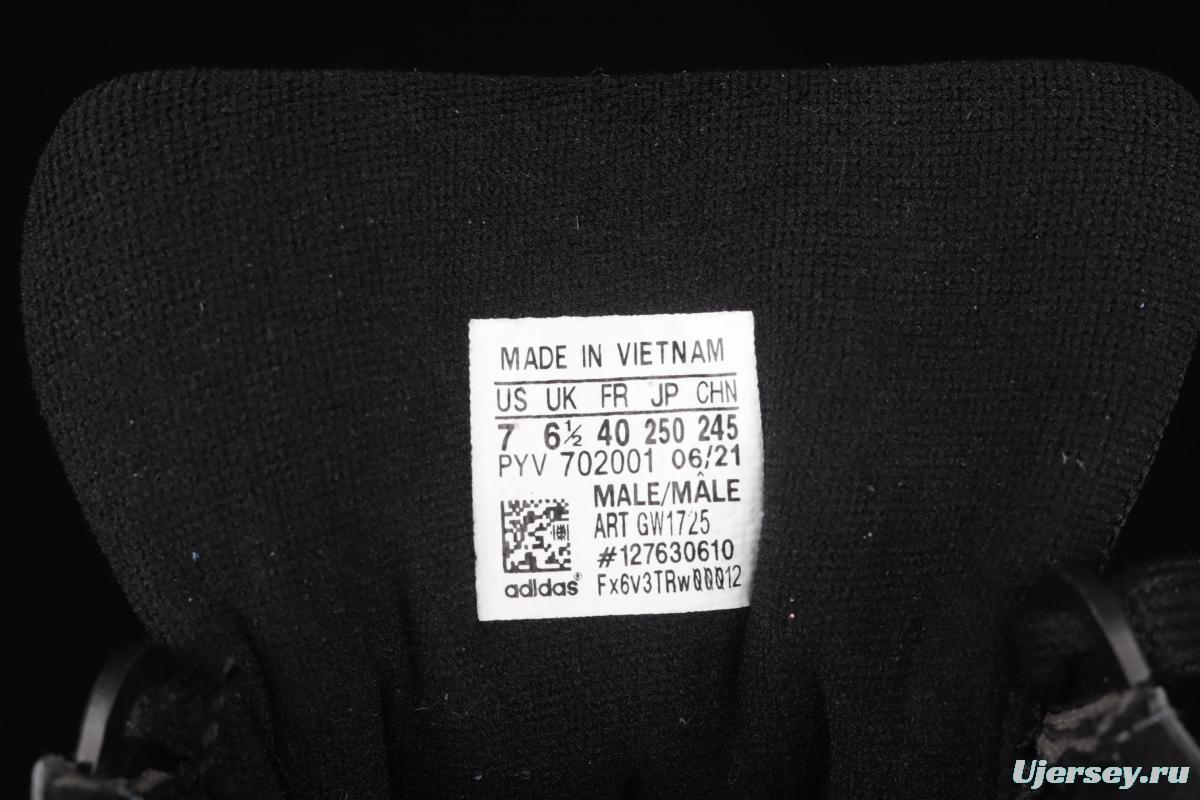 MADE IN VIETNAM
US UK FR JP CHN
7 6½ 40 250 245
PYV 702001 06/21
MALE/MÂLE
ART GW1725
#127630610
adidas® Fx6v3TRw00012
Ujersey.ru